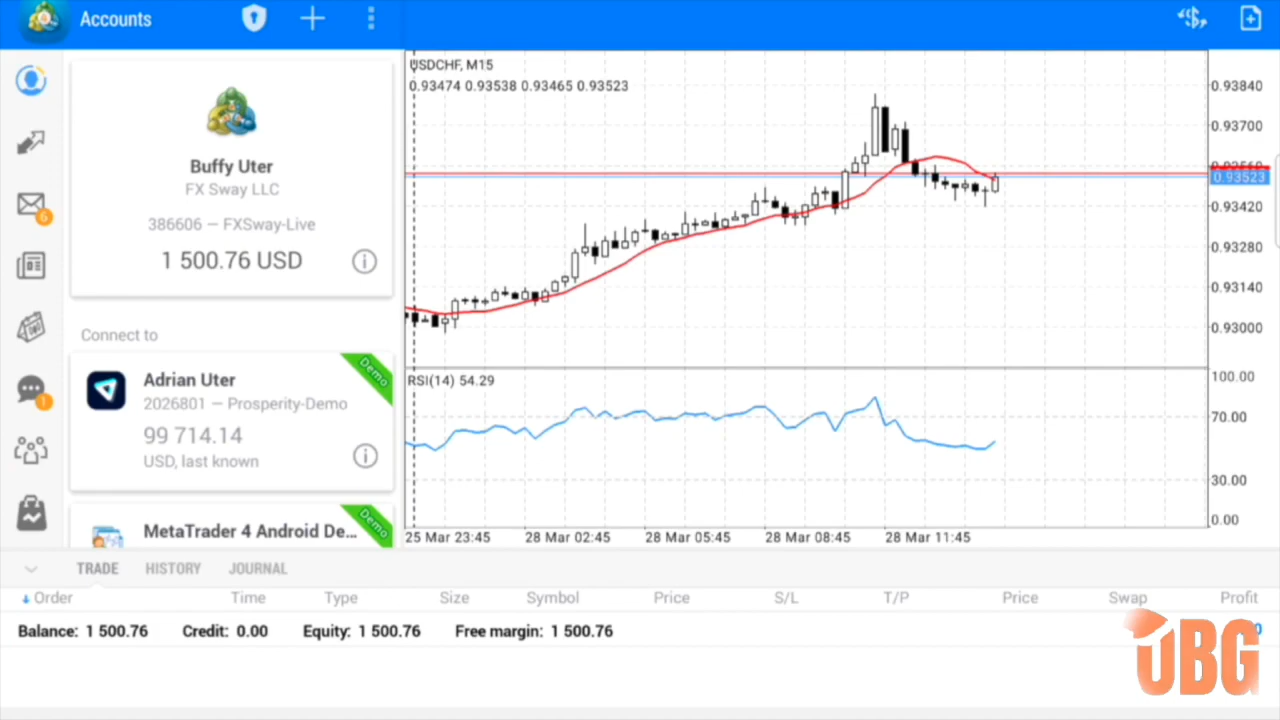 Accounts
Buffy Uter
FX Sway LLC
386606 — FXSway-Live
1 500.76 USD
Connect to
Adrian Uter
2026801 — Prosperity-Demo
99 714.14
USD, last known
Demo
MetaTrader 4 Android De...
Demo
6
1
USDCHF, M15
0.93474 0.93538 0.93465 0.93523
0.93840
0.93700
0.93523
0.93420
0.93280
0.93140
0.93000
RSI(14) 54.29
100.00
70.00
30.00
0.00
25 Mar 23:45 28 Mar 02:45 28 Mar 05:45 28 Mar 08:45 28 Mar 11:45
TRADE HISTORY JOURNAL
Order Time Type Size Symbol Price S/L T/P Price Swap Profit
Balance: 1 500.76 Credit: 0.00 Equity: 1 500.76 Free margin: 1 500.76
UBG